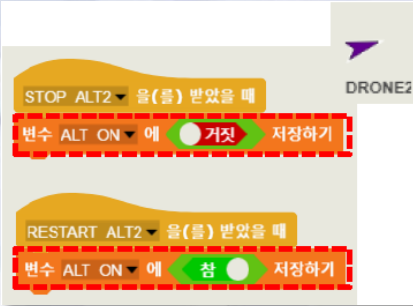 DRONE2
STOP ALT2 을(를) 받았을 때
변수 ALT ON 에 거짓 저장하기
RESTART ALT2 을(를) 받았을 때
변수 ALT ON 에 참 저장하기